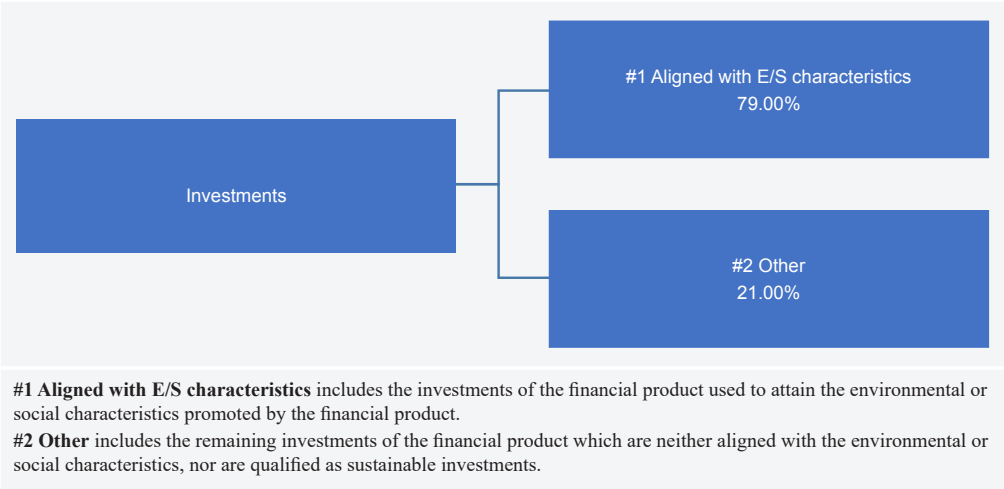 #1 Aligned with E/S characteristics
79.00%
Investments
#2 Other
21.00%
#1 Aligned with E/S characteristics includes the investments of the financial product used to attain the environmental or
social characteristics promoted by the financial product.
#2 Other includes the remaining investments of the financial product which are neither aligned with the environmental or
social characteristics, nor are qualified as sustainable investments.